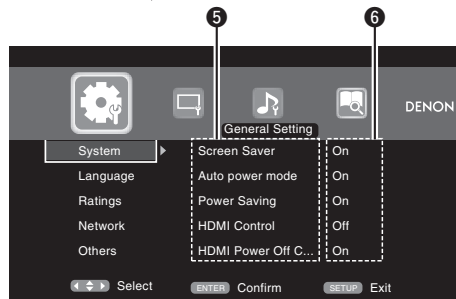 5 6
DENON
General Setting
System Screen Saver On
Language Auto power mode On
Ratings Power Saving On
Network HDMI Control Off
Others HDMI Power Off C... On
Select ENTER Confirm SETUP Exit